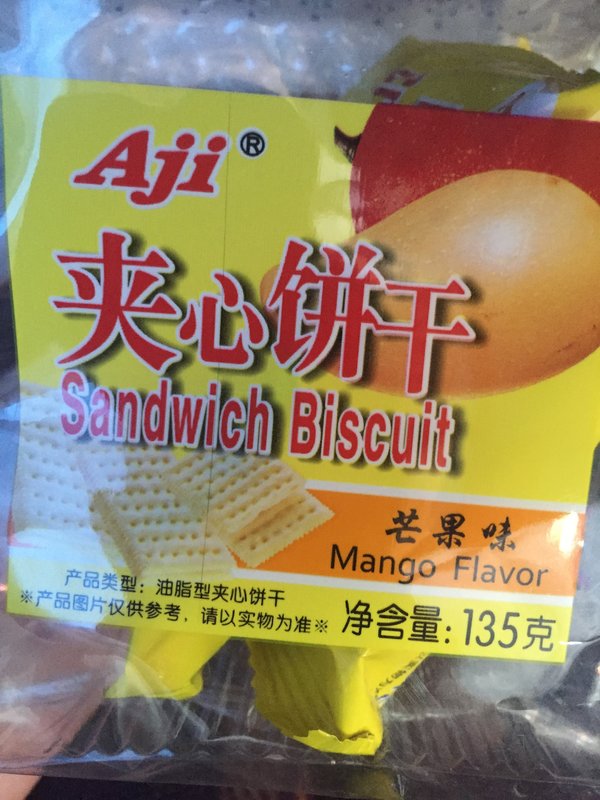 Aji®
夹心饼干
Sandwich Biscuit
芒果味
Mango Flavor
产品类型：油脂型夹心饼干
※产品图片仅供参考，请以实物为准※
净含量：135克